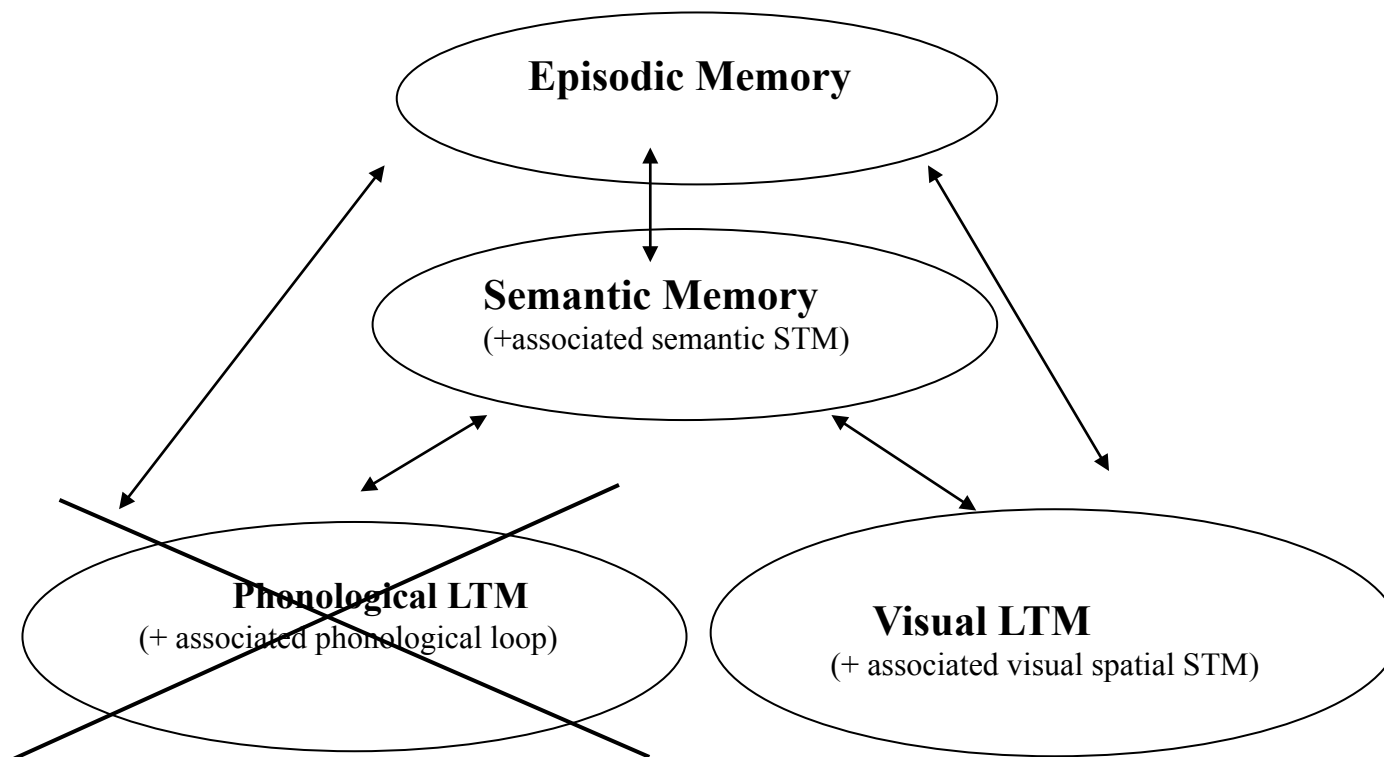 Episodic Memory
Semantic Memory
(+associated semantic STM)
Phonological LTM
(+ associated phonological loop)
Visual LTM
(+ associated visual spatial STM)